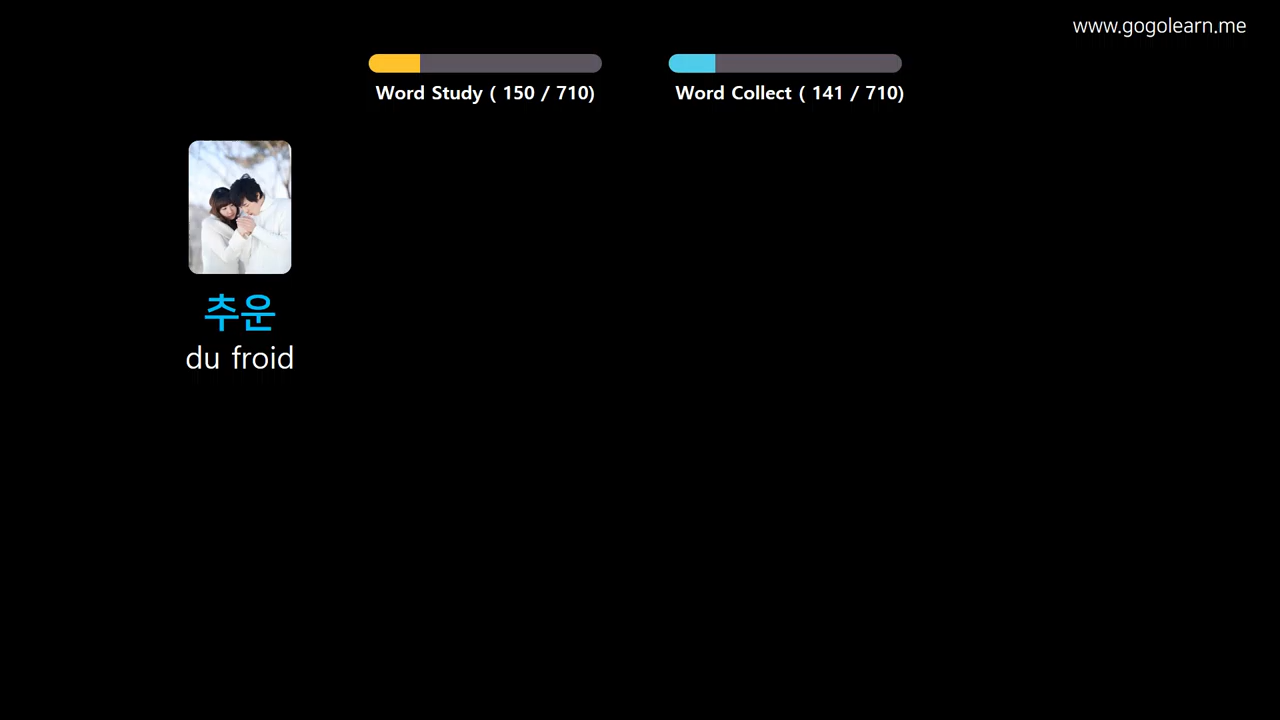 www.gogolearn.me
Word Study ( 150 / 710)
Word Collect ( 141 / 710)
추운
du froid